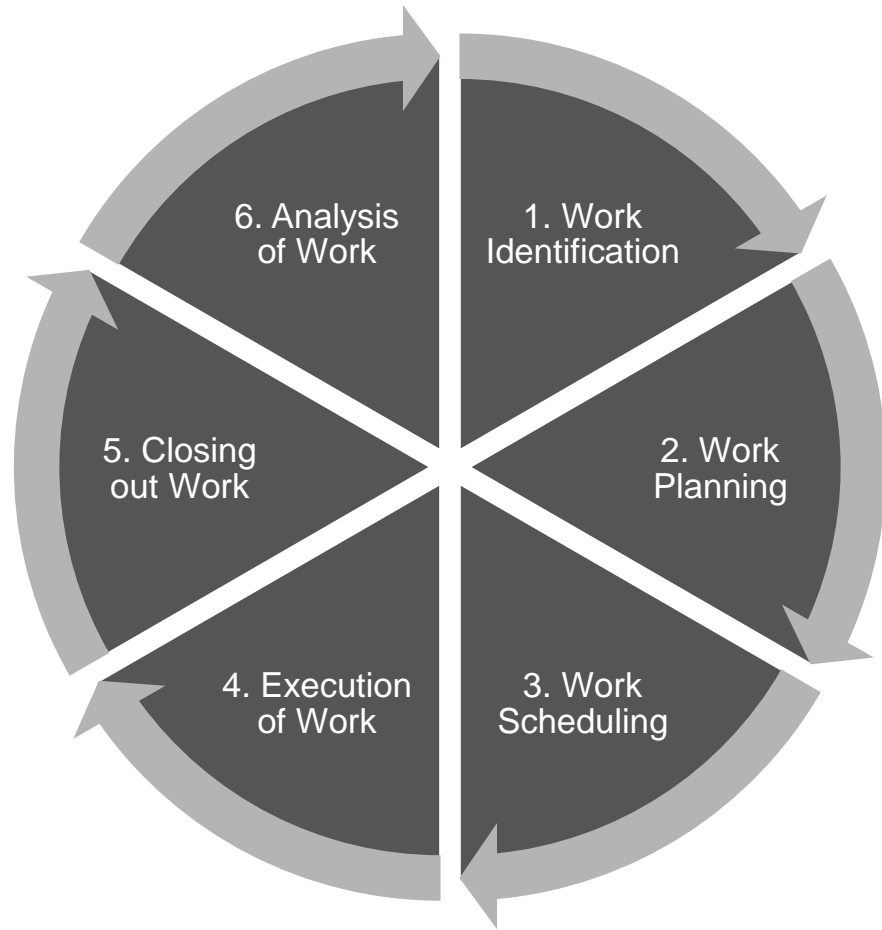 1. Work
Identification
2. Work
Planning
3. Work
Scheduling
4. Execution
of Work
5. Closing
out Work
6. Analysis
of Work